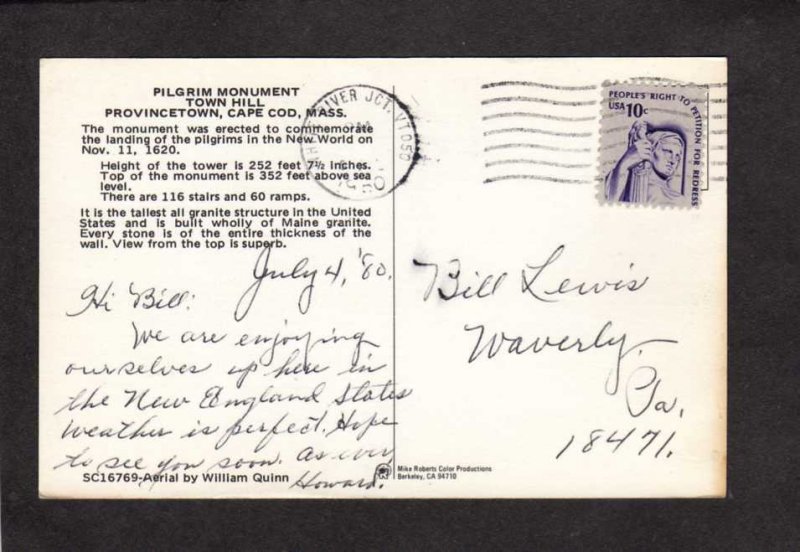 PILGRIM MONUMENT
TOWN HILL
PROVINCETOWN, CAPE COD, MASS.
The monument was erected to commemorate
the landing of the pilgrims in the New World on
Nov. 11, 1620.
Height of the tower is 252 feet 7½ inches.
Top of the monument is 352 feet above sea
level.
There are 116 stairs and 60 ramps.
It is the tallest all granite structure in the United
States and is built wholly of Maine granite.
Every stone is of the entire thickness of the
wall. View from the top is superb.
July 4, '80.
Hi Bill:
We are enjoying
ourselves up here in
the New England States
Weather is perfect. Hope
to see you soon. As ever
Howard.
SC16769-Aerial by William Quinn
RIVER JCT. VT 050
PEOPLE'S RIGHT TO PETITION FOR REDRESS
USA 10c
Bill Lewis
Waverly
Pa.
18471.
Mike Roberts Color Productions
Berkeley, CA 94710